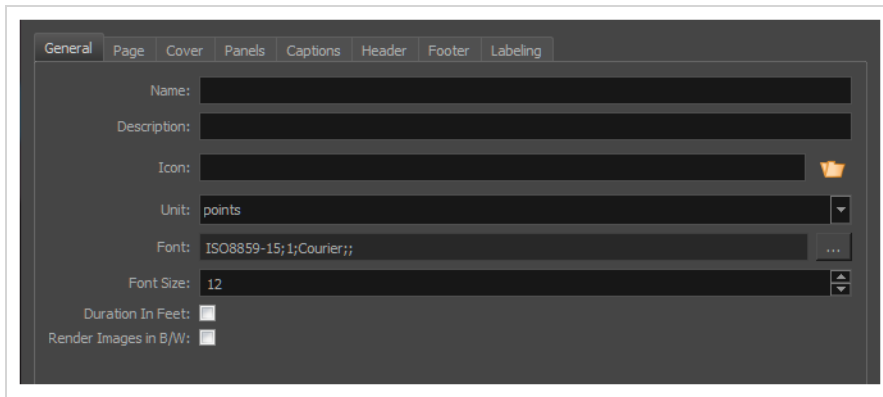 General Page Cover Panels Captions Header Footer Labeling
Name:
Description:
Icon:
Unit: points
Font: ISO8859-15;1;Courier;; ...
Font Size: 12
Duration In Feet:
Render Images in B/W: